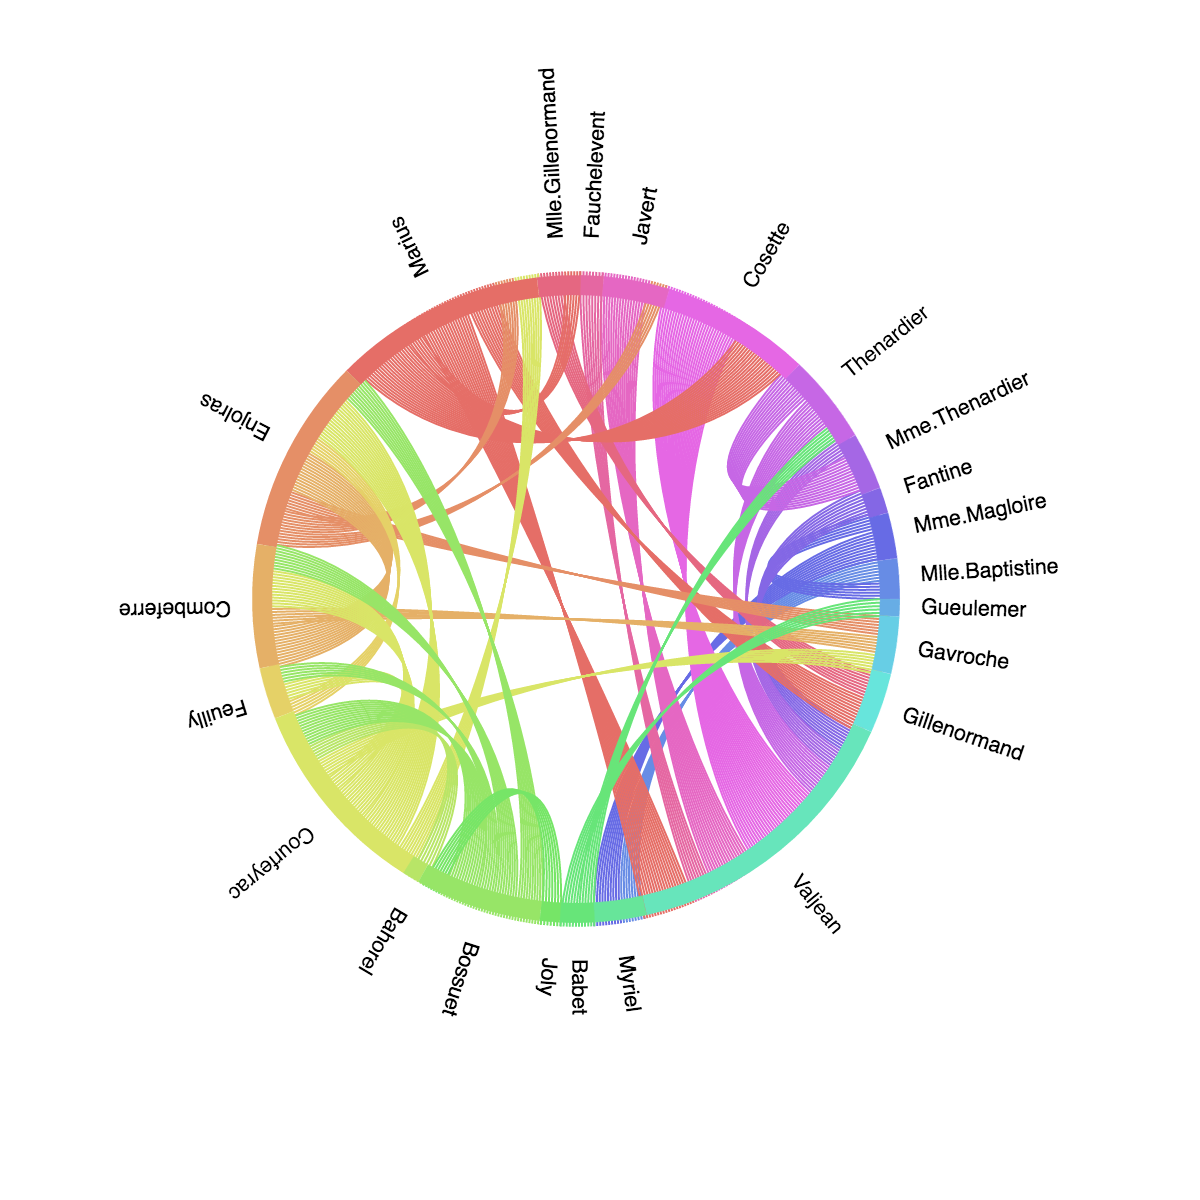 Mlle.Gillenormand
Fauchelevent
Javert
Cosette
Thenardier
Mme.Thenardier
Fantine
Mme.Magloire
Mlle.Baptistine
Gueulemer
Gavroche
Gillenormand
Valjean
Myriel
Babet
Joly
Bossuet
Bahorel
Courfeyrac
Feuilly
Combeferre
Enjolras
Marius